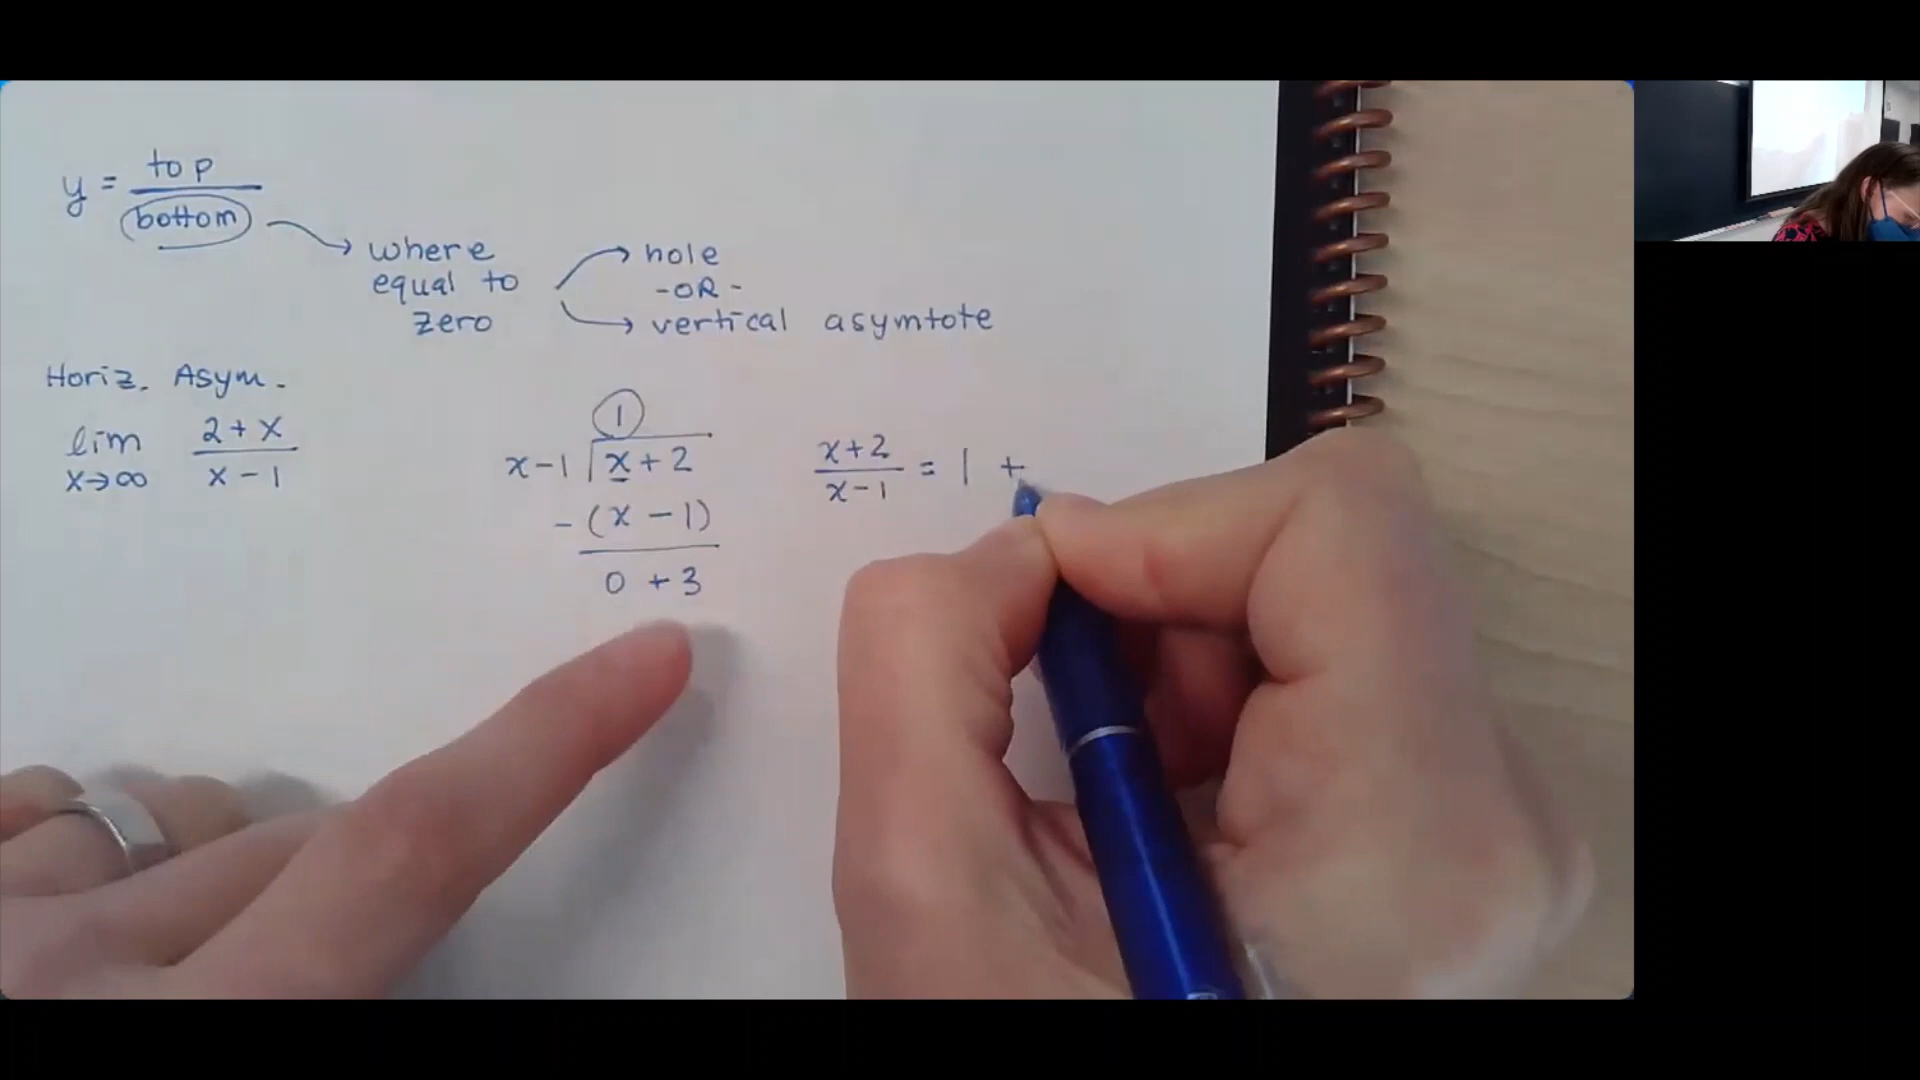 y = top / bottom
where equal to zero
hole
-OR-
vertical asymtote
Horiz. Asym.
lim x→∞ 2+x / x-1
1
x-1 x+2
-(x-1)
0 +3
x+2 / x-1 = 1 +